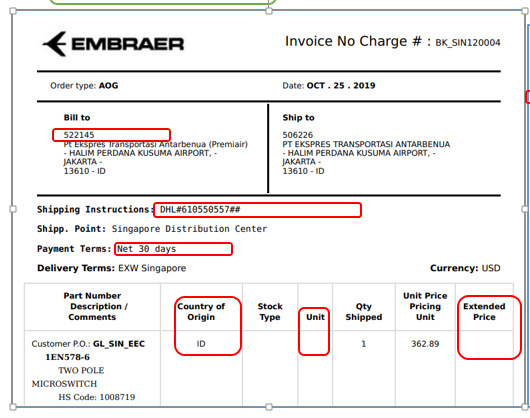 EMBRAER
Invoice No Charge # : BK_SIN120004
Order type: AOG
Date: OCT . 25 . 2019
Bill to
522145
Pt Ekspres Transportasi Antarbenua (Premiair)
- HALIM PERDANA KUSUMA AIRPORT, -
JAKARTA -
13610 - ID
Ship to
506226
PT EKSPRES TRANSPORTASI ANTARBENUA
- HALIM PERDANA KUSUMA AIRPORT, -
JAKARTA -
13610 - ID
Shipping Instructions: DHL#610550557##
Shipp. Point: Singapore Distribution Center
Payment Terms: Net 30 days
Delivery Terms: EXW Singapore
Currency: USD
Part Number
Description /
Comments
Country of
Origin
Stock
Type
Unit
Qty
Shipped
Unit Price
Pricing
Unit
Extended
Price
Customer P.O.: GL_SIN_EEC
ID
1
362.89
1EN578-6
TWO POLE
MICROSWITCH
HS Code: 1008719